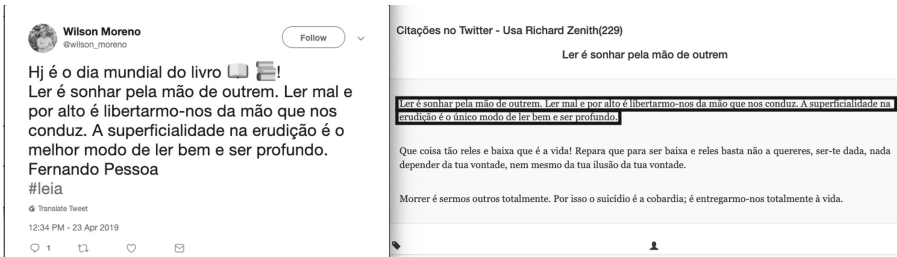 Wilson Moreno
@wilson_moreno
Follow
Hj é o dia mundial do livro 📖 📚!
Ler é sonhar pela mão de outrem. Ler mal e
por alto é libertarmo-nos da mão que nos
conduz. A superficialidade na erudição é o
melhor modo de ler bem e ser profundo.
Fernando Pessoa
#leia
Translate Tweet
12:34 PM - 23 Apr 2019
1
Citações no Twitter - Usa Richard Zenith(229)
Ler é sonhar pela mão de outrem
Ler é sonhar pela mão de outrem. Ler mal e por alto é libertarmo-nos da mão que nos conduz. A superficialidade na
erudição é o único modo de ler bem e ser profundo.
Que coisa tão reles e baixa que é a vida! Repara que para ser baixa e reles basta não a quereres, ser-te dada, nada
depender da tua vontade, nem mesmo da tua ilusão da tua vontade.
Morrer é sermos outros totalmente. Por isso o suicídio é a cobardia; é entregarmo-nos totalmente à vida.